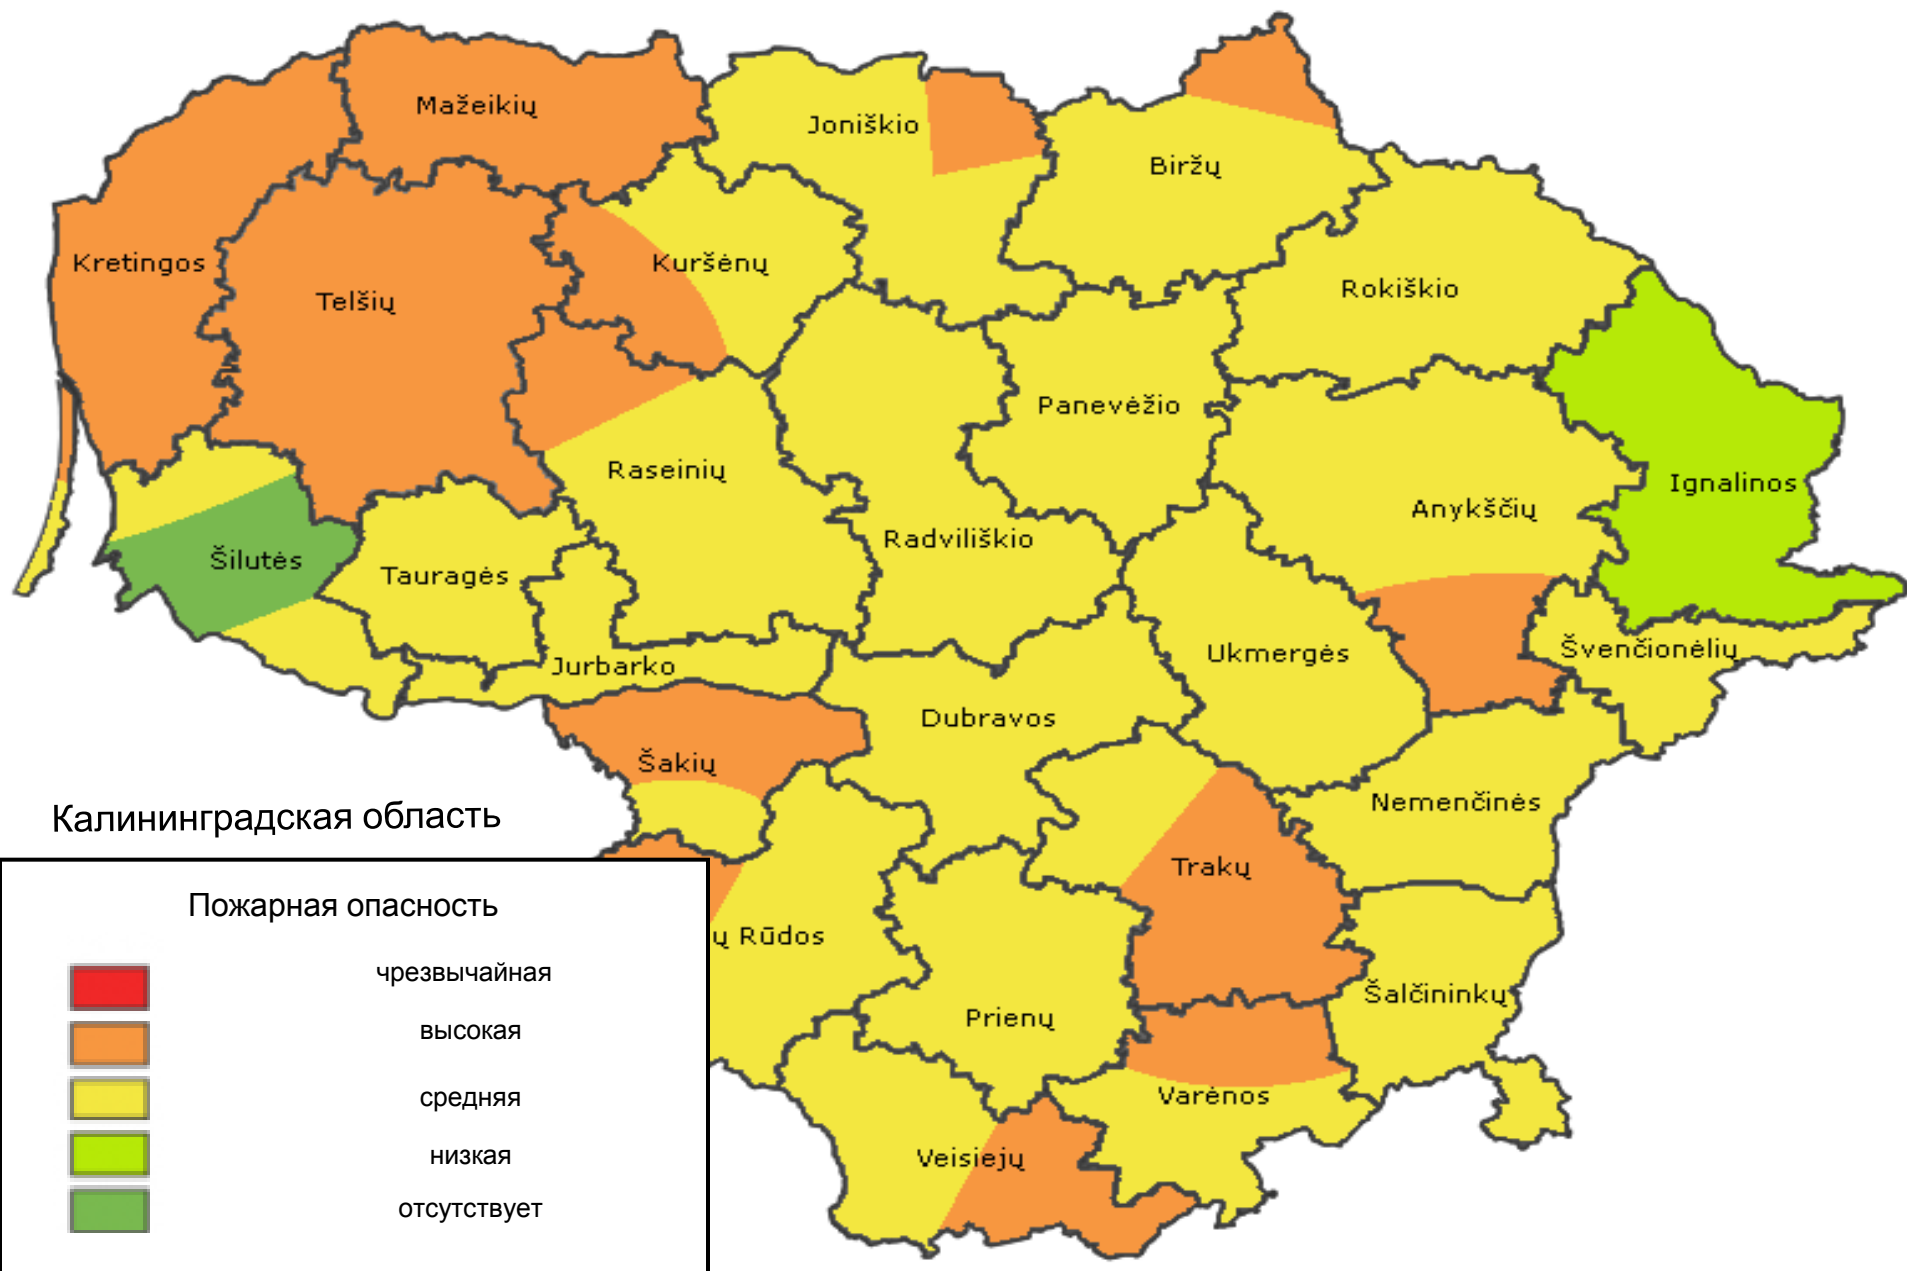 Mažeikių
Joniškio
Biržų
Kretingos
Telšių
Kuršėnų
Rokiškio
Panevėžio
Raseinių
Ignalinos
Anykščių
Radviliškio
Šilutės
Tauragės
Jurbarko
Ukmergės
Švenčionėlių
Dubravos
Šakių
Nemenčinės
Trakų
ų Rūdos
Prienų
Šalčininkų
Varėnos
Veisiejų
Калининградская область
Пожарная опасность
чрезвычайная
высокая
средняя
низкая
отсутствует